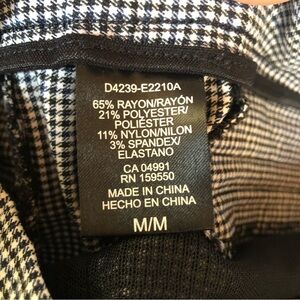 D4239-E2210A
65% RAYON/RAYÓN
21% POLYESTER/
POLIÉSTER
11% NYLON/NILON
3% SPANDEX/
ELASTANO
CA 04991
RN 159550
MADE IN CHINA
HECHO EN CHINA
M/M